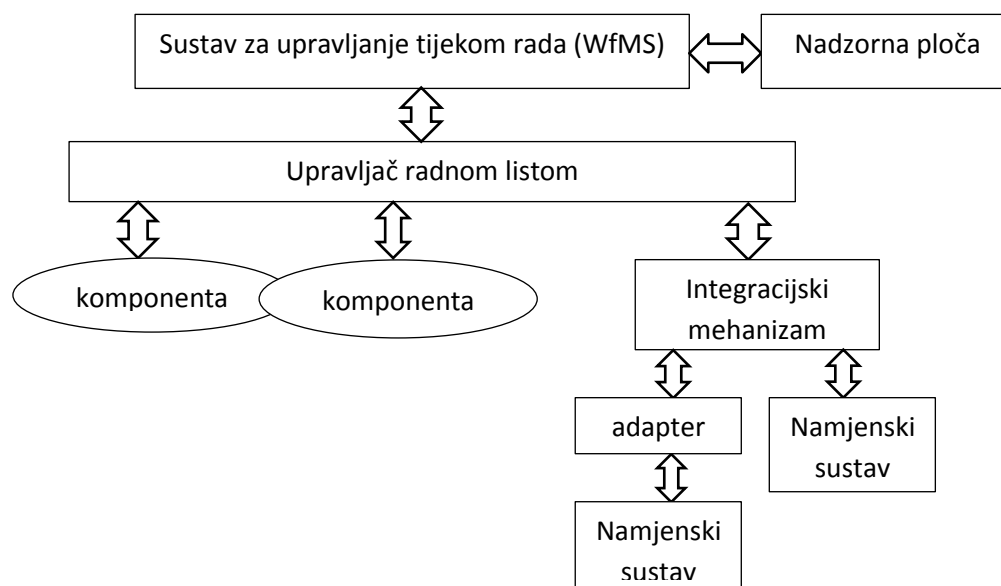 Sustav za upravljanje tijekom rada (WfMS)
Nadzorna ploča
Upravljač radnom listom
komponenta
komponenta
Integracijski
mehanizam
adapter
Namjenski
sustav
Namjenski
sustav